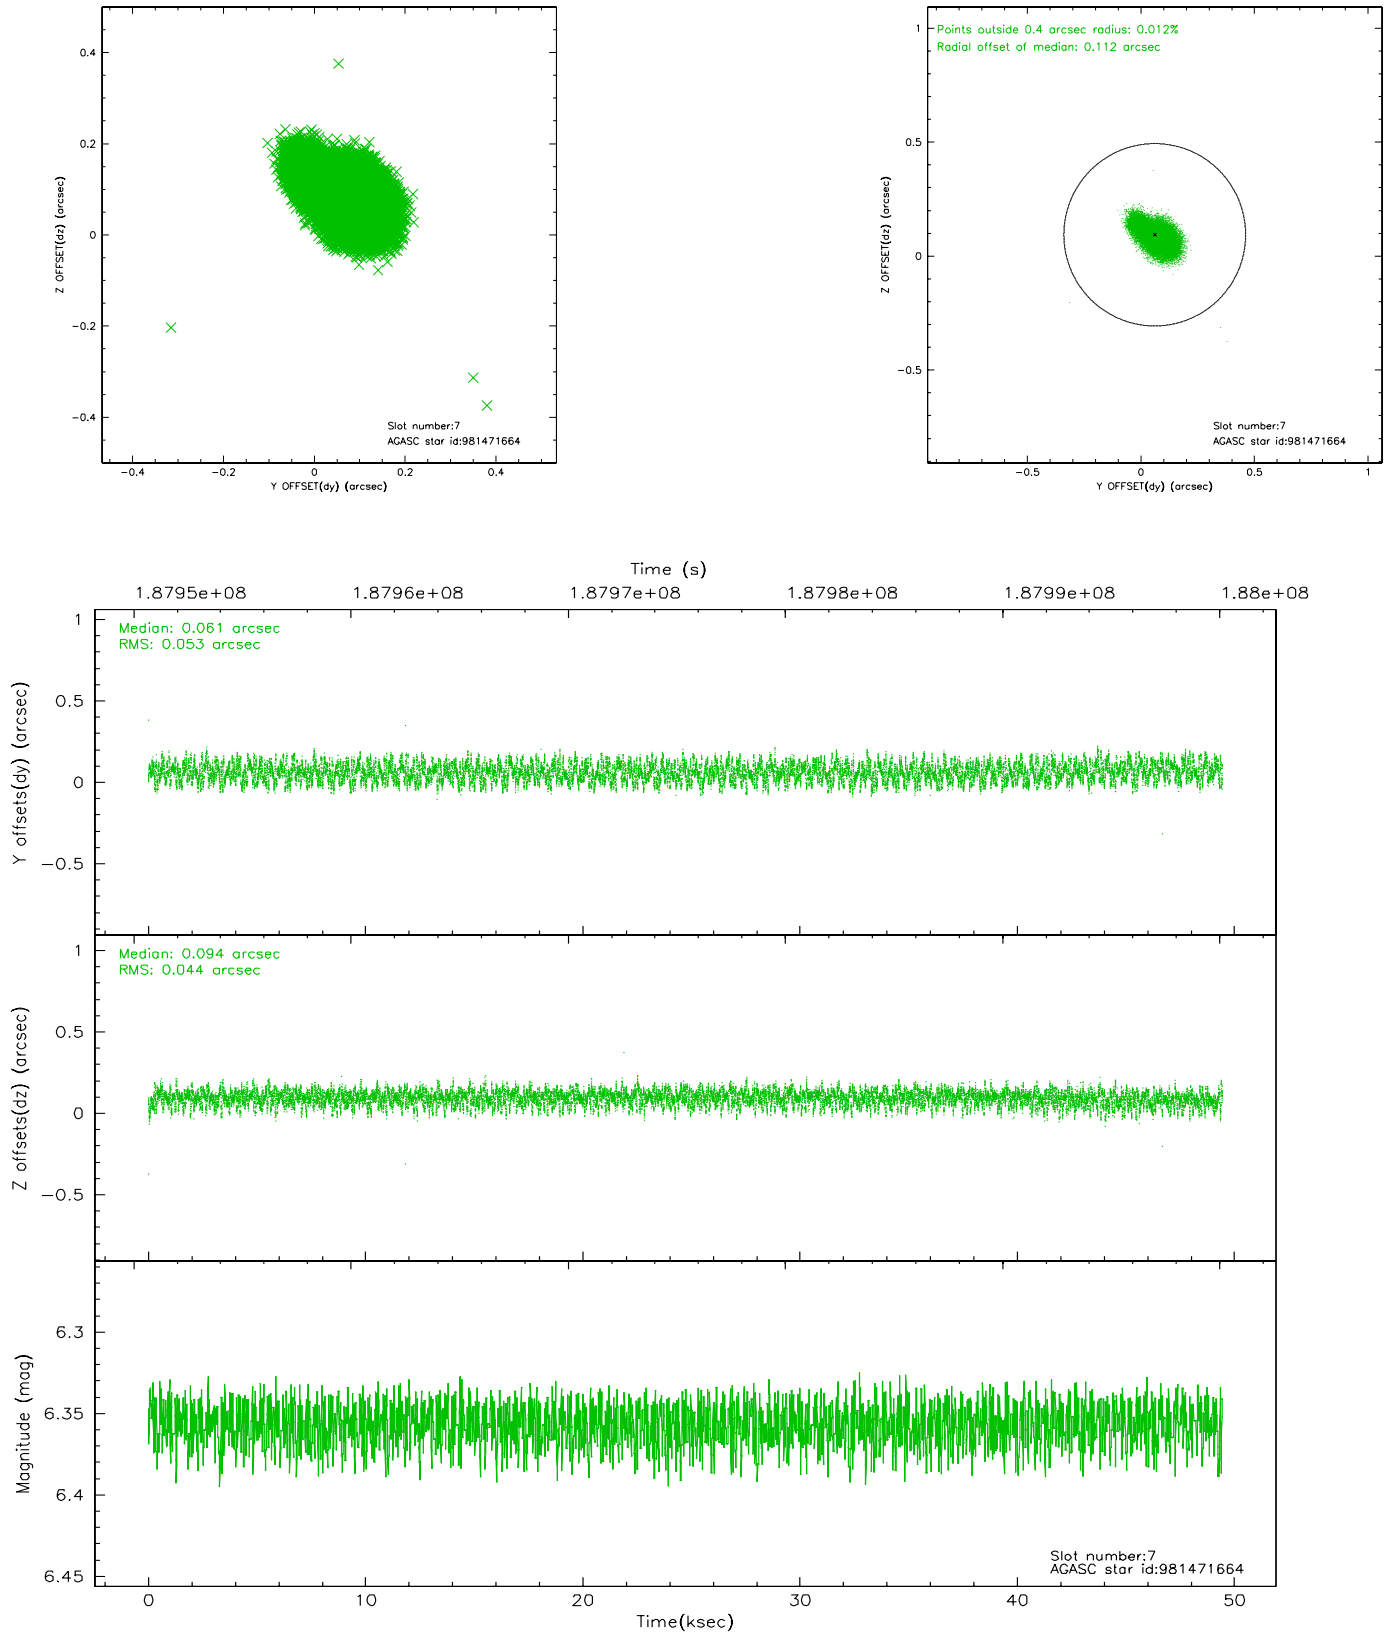 0.4
0.2
0
−0.2
−0.4
Z OFFSET(dz) (arcsec)
Slot number:7
AGASC star id:981471664
−0.4 −0.2 0 0.2 0.4
Y OFFSET(dy) (arcsec)
Points outside 0.4 arcsec radius: 0.012%
Radial offset of median: 0.112 arcsec
1
0.5
0
−0.5
Z OFFSET(dz) (arcsec)
Slot number:7
AGASC star id:981471664
−0.5 0 0.5 1
Y OFFSET(dy) (arcsec)
Time (s)
1.8795e+08 1.8796e+08 1.8797e+08 1.8798e+08 1.8799e+08 1.88e+08
Median: 0.061 arcsec
RMS: 0.053 arcsec
1
0.5
0
−0.5
Y offsets(dy) (arcsec)
Median: 0.094 arcsec
RMS: 0.044 arcsec
1
0.5
0
−0.5
Z offsets(dz) (arcsec)
6.3
6.35
6.4
6.45
Magnitude (mag)
Slot number:7
AGASC star id:981471664
0 10 20 30 40 50
Time(ksec)